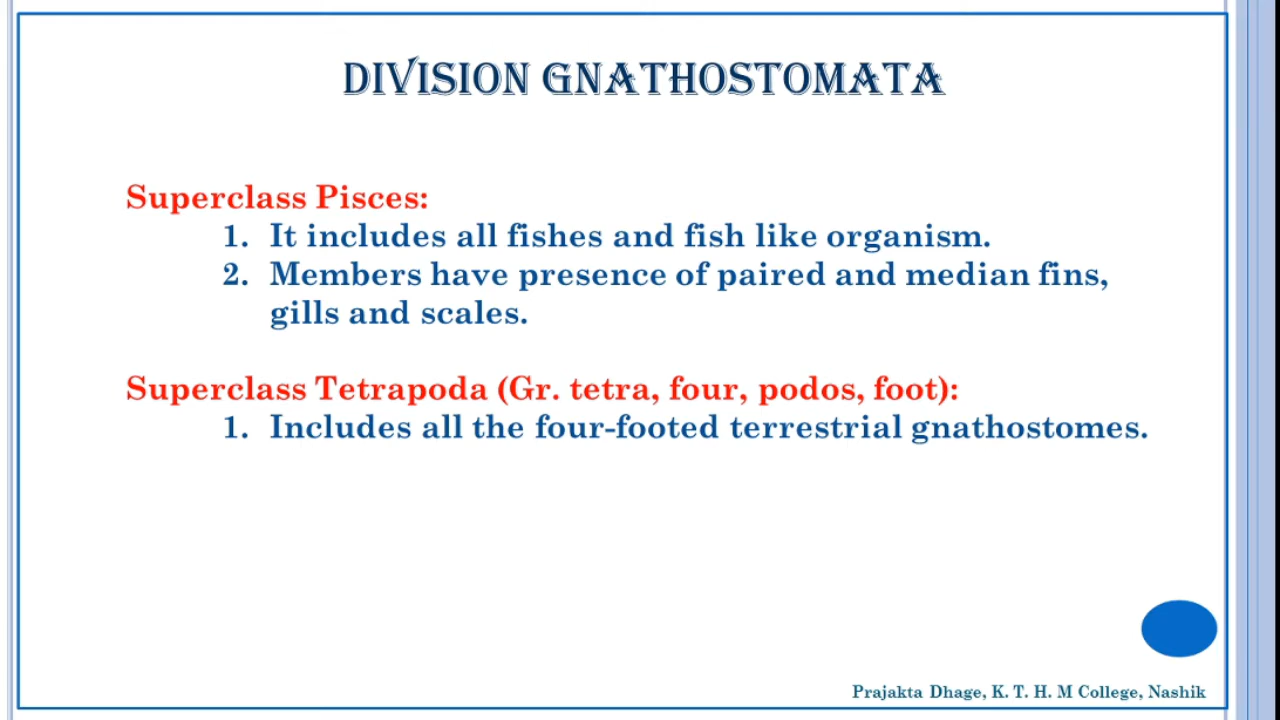 DIVISION GNATHOSTOMATA
Superclass Pisces:
1. It includes all fishes and fish like organism.
2. Members have presence of paired and median fins,
gills and scales.
Superclass Tetrapoda (Gr. tetra, four, podos, foot):
1. Includes all the four-footed terrestrial gnathostomes.
Prajakta Dhage, K. T. H. M College, Nashik